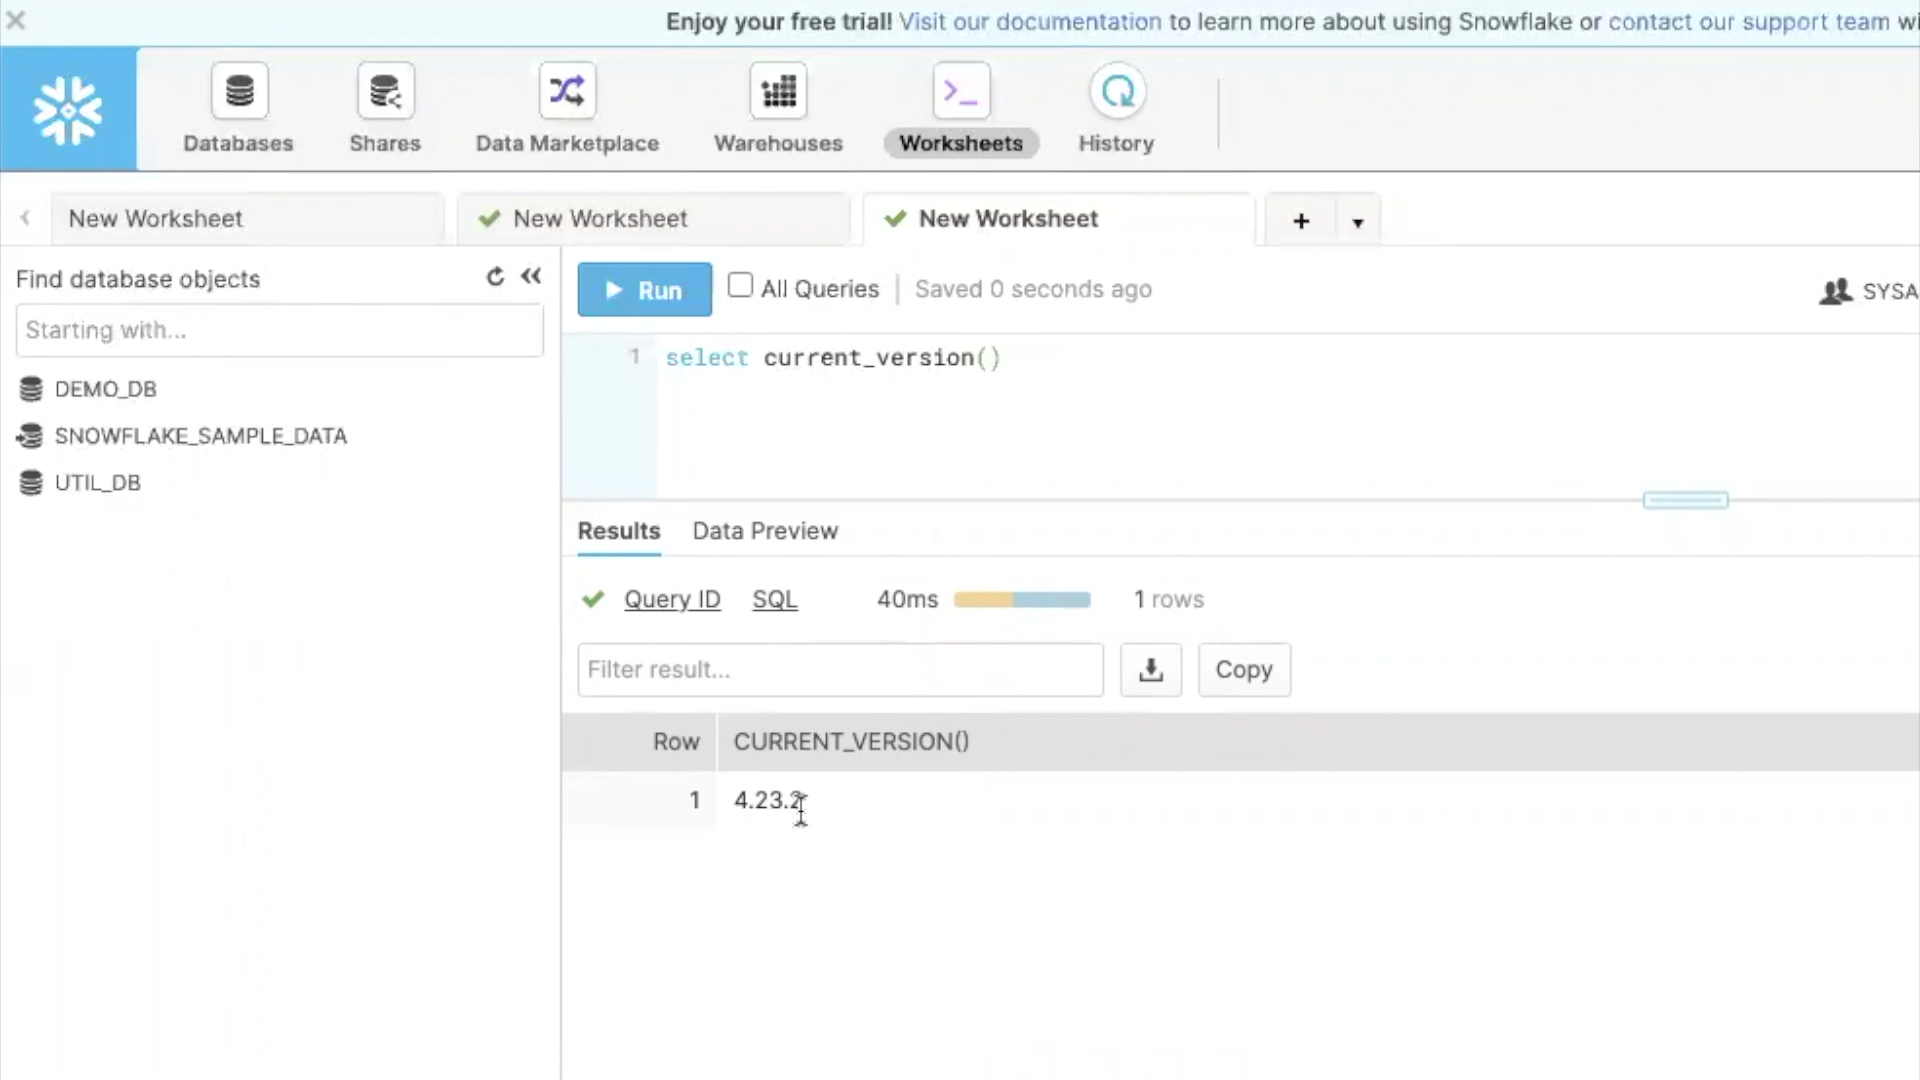 Enjoy your free trial! Visit our documentation to learn more about using Snowflake or contact our support team wi
Databases
Shares
Data Marketplace
Warehouses
Worksheets
History
New Worksheet
New Worksheet
New Worksheet
Find database objects
Starting with...
DEMO_DB
SNOWFLAKE_SAMPLE_DATA
UTIL_DB
Run
All Queries
Saved 0 seconds ago
SYSA
1 select current_version()
Results
Data Preview
Query ID
SQL
40ms
1 rows
Filter result...
Copy
Row
CURRENT_VERSION()
1
4.23.2